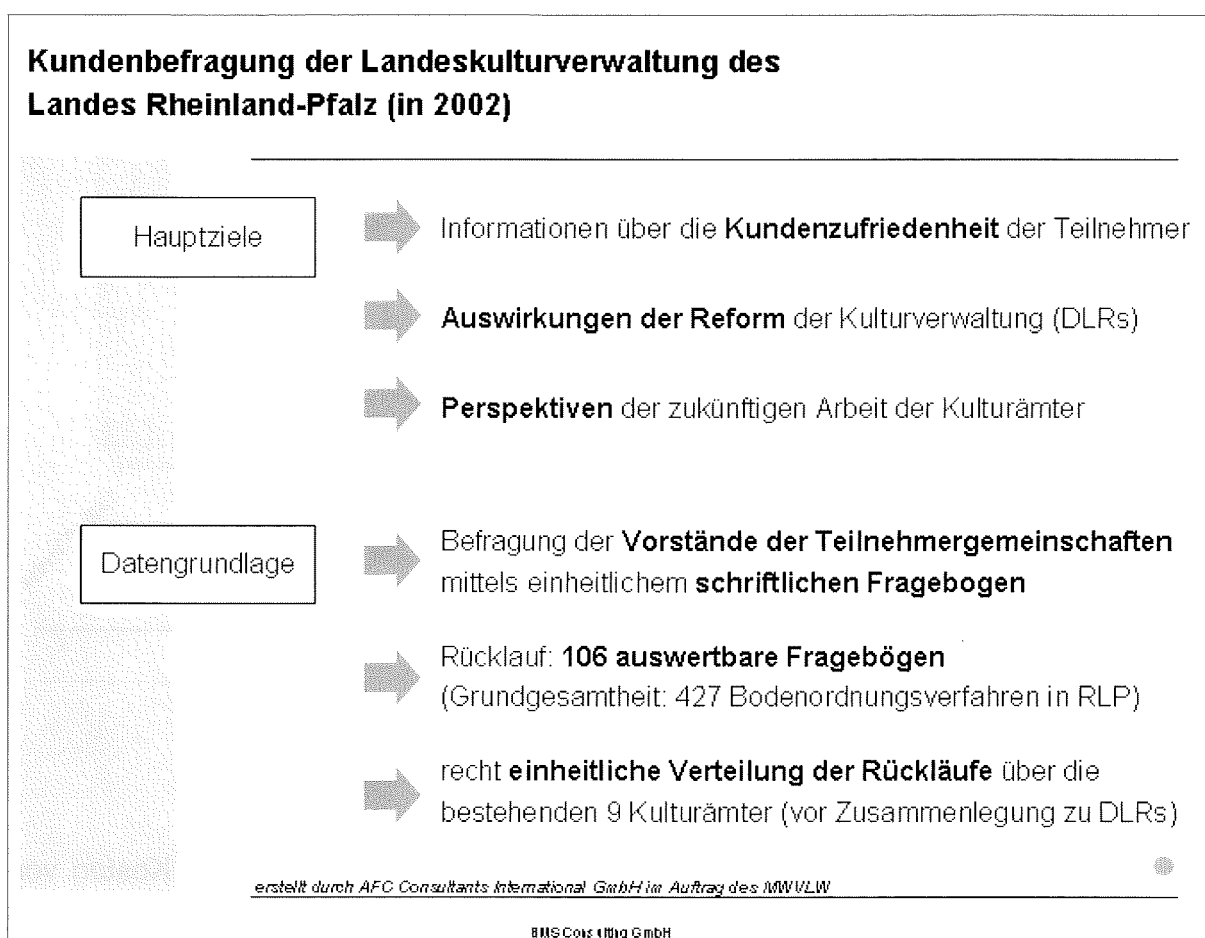 Kundenbefragung der Landeskulturverwaltung des
Landes Rheinland-Pfalz (in 2002)
Hauptziele
Informationen über die Kundenzufriedenheit der Teilnehmer
Auswirkungen der Reform der Kulturverwaltung (DLRs)
Perspektiven der zukünftigen Arbeit der Kulturämter
Datengrundlage
Befragung der Vorstände der Teilnehmergemeinschaften
mittels einheitlichem schriftlichen Fragebogen
Rücklauf: 106 auswertbare Fragebögen
(Grundgesamtheit: 427 Bodenordnungsverfahren in RLP)
recht einheitliche Verteilung der Rückläufe über die
bestehenden 9 Kulturämter (vor Zusammenlegung zu DLRs)
erstellt durch AFC Consultants International GmbH im Auftrag des MWVLW
BMS Consulting GmbH